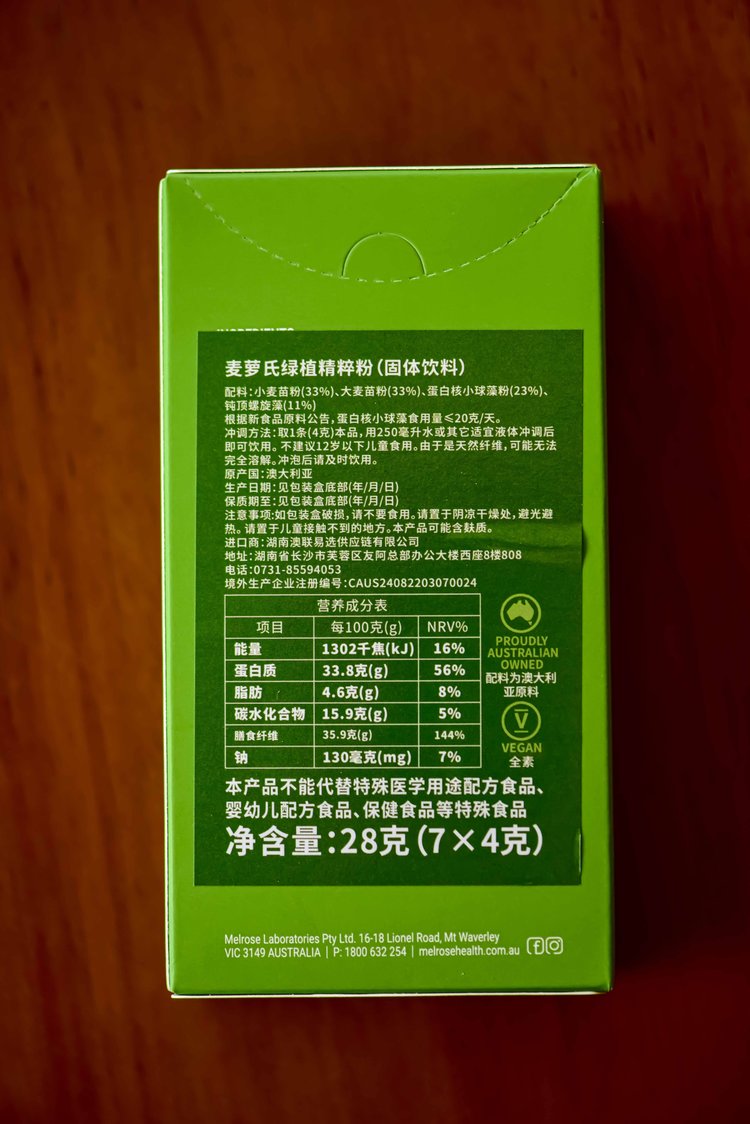 麦萝氏绿植精粹粉(固体饮料)
配料:小麦苗粉(33%)、大麦苗粉(33%)、蛋白核小球藻粉(23%)、
钝顶螺旋藻(11%)
根据新食品原料公告,蛋白核小球藻食用量≤20克/天。
冲调方法:取1条(4克)本品,用250毫升水或其它适宜液体冲调后
即可饮用。不建议12岁以下儿童食用。由于是天然纤维,可能无法
完全溶解。冲泡后请及时饮用。
原产国:澳大利亚
生产日期:见包装盒底部(年/月/日)
保质期至:见包装盒底部(年/月/日)
注意事项:如包装盒破损,请不要食用。请置于阴凉干燥处,避光避
热。请置于儿童接触不到的地方。本产品可能含麸质。
进口商:湖南澳联易选供应链有限公司
地址:湖南省长沙市芙蓉区友阿总部办公大楼西座8楼808
电话:0731-85594053
境外生产企业注册编号:CAUS24082203070024
营养成分表
项目 每100克(g) NRV%
能量 1302千焦(kJ) 16%
蛋白质 33.8克(g) 56%
脂肪 4.6克(g) 8%
碳水化合物 15.9克(g) 5%
膳食纤维 35.9克(g) 144%
钠 130毫克(mg) 7%
PROUDLY
AUSTRALIAN
OWNED
配料为澳大利
亚原料
V
VEGAN
全素
本产品不能代替特殊医学用途配方食品、
婴幼儿配方食品、保健食品等特殊食品
净含量:28克(7×4克)
Melrose Laboratories Pty Ltd. 16-18 Lionel Road, Mt Waverley
VIC 3149 AUSTRALIA | P: 1800 632 254 | melrosehealth.com.au